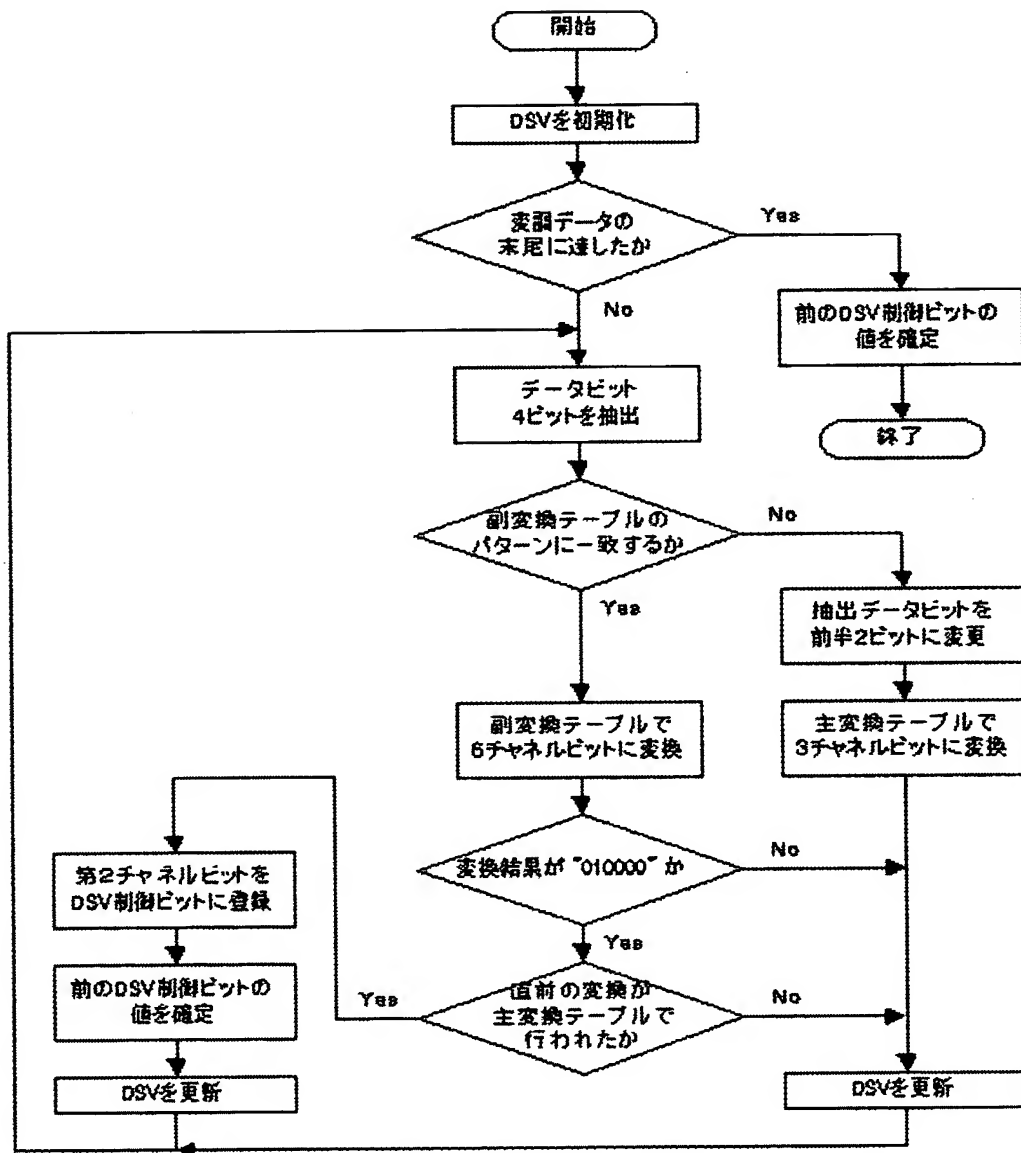 開始
DSVを初期化
変調データの
末尾に達したか
Yes
No
前のDSV制御ビットの
値を確定
終了
データビット
4ビットを抽出
副変換テーブルの
パターンに一致するか
No
Yes
抽出データビットを
前半2ビットに変更
副変換テーブルで
6チャネルビットに変換
主変換テーブルで
3チャネルビットに変換
変換結果が "010000" か
No
Yes
直前の変換が
主変換テーブルで
行われたか
Yes
No
第2チャネルビットを
DSV制御ビットに登録
前のDSV制御ビットの
値を確定
DSVを更新
DSVを更新